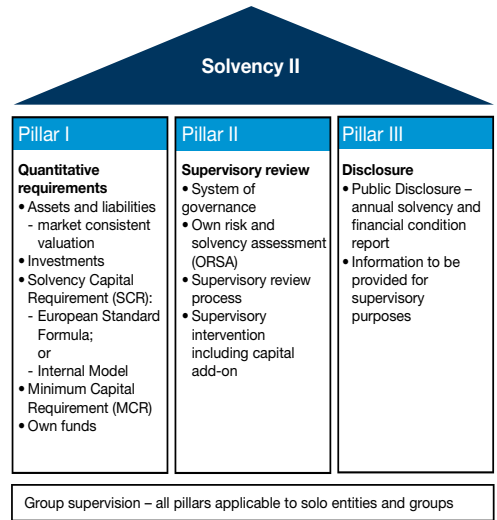 Solvency II
Pillar I
Quantitative
requirements
• Assets and liabilities
- market consistent
valuation
• Investments
• Solvency Capital
Requirement (SCR):
- European Standard
Formula;
or
- Internal Model
• Minimum Capital
Requirement (MCR)
• Own funds
Pillar II
Supervisory review
• System of
governance
• Own risk and
solvency assessment
(ORSA)
• Supervisory review
process
• Supervisory
intervention
including capital
add-on
Pillar III
Disclosure
• Public Disclosure –
annual solvency and
financial condition
report
• Information to be
provided for
supervisory
purposes
Group supervision – all pillars applicable to solo entities and groups